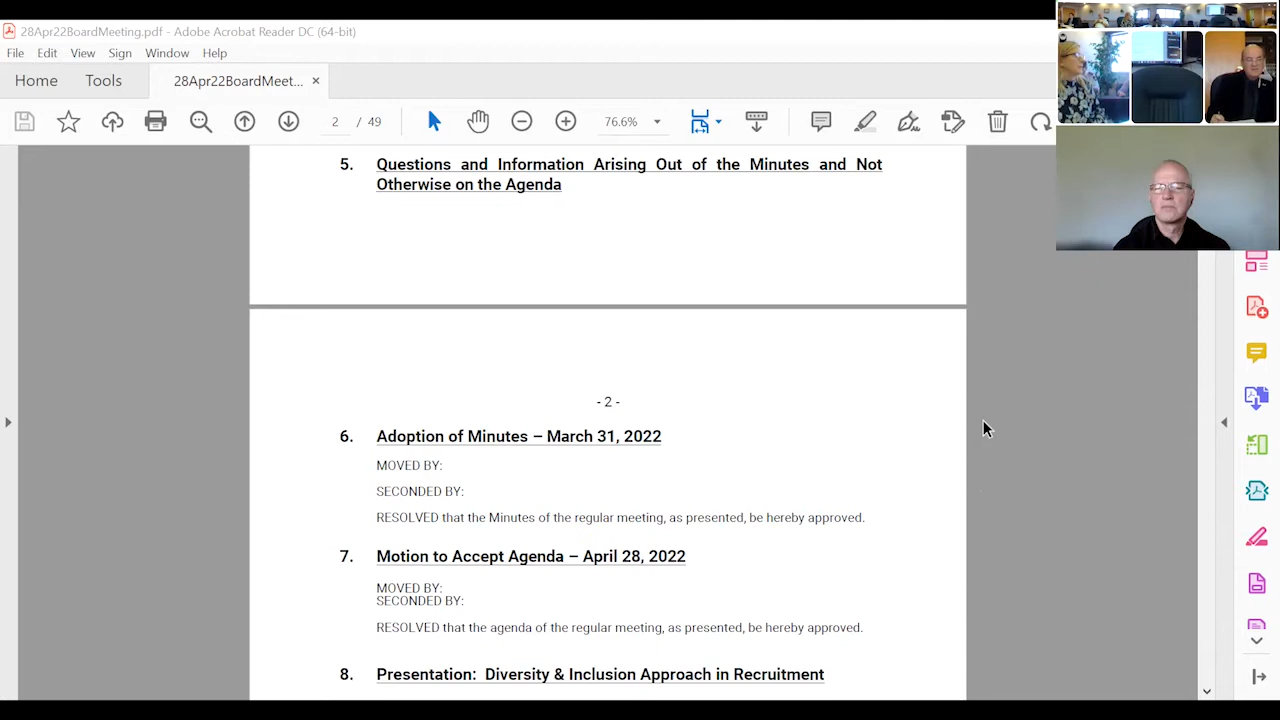 28Apr22BoardMeeting.pdf - Adobe Acrobat Reader DC (64-bit)
File Edit View Sign Window Help
Home Tools 28Apr22BoardMeet... ×
2 / 49 76.6%
5. Questions and Information Arising Out of the Minutes and Not
Otherwise on the Agenda
- 2 -
6. Adoption of Minutes – March 31, 2022
MOVED BY:
SECONDED BY:
RESOLVED that the Minutes of the regular meeting, as presented, be hereby approved.
7. Motion to Accept Agenda – April 28, 2022
MOVED BY:
SECONDED BY:
RESOLVED that the agenda of the regular meeting, as presented, be hereby approved.
8. Presentation: Diversity & Inclusion Approach in Recruitment